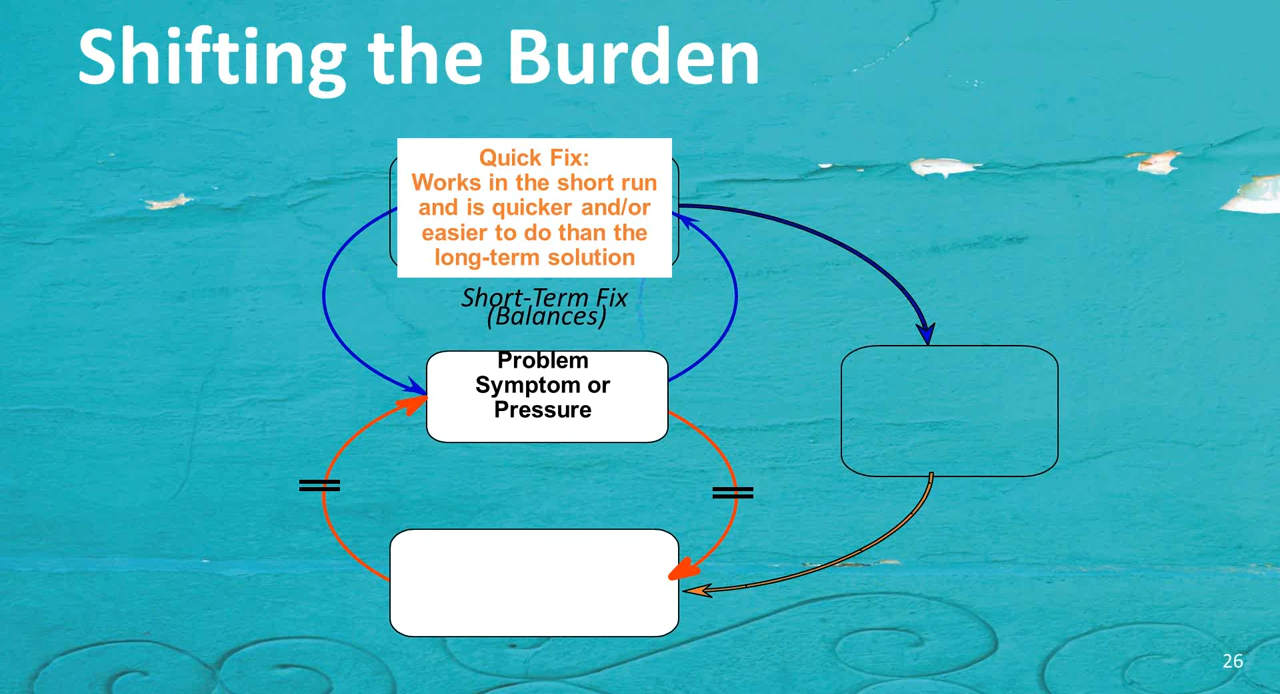 Shifting the Burden
Quick Fix:
Works in the short run
and is quicker and/or
easier to do than the
long-term solution
Short-Term Fix
(Balances)
Problem
Symptom or
Pressure
26